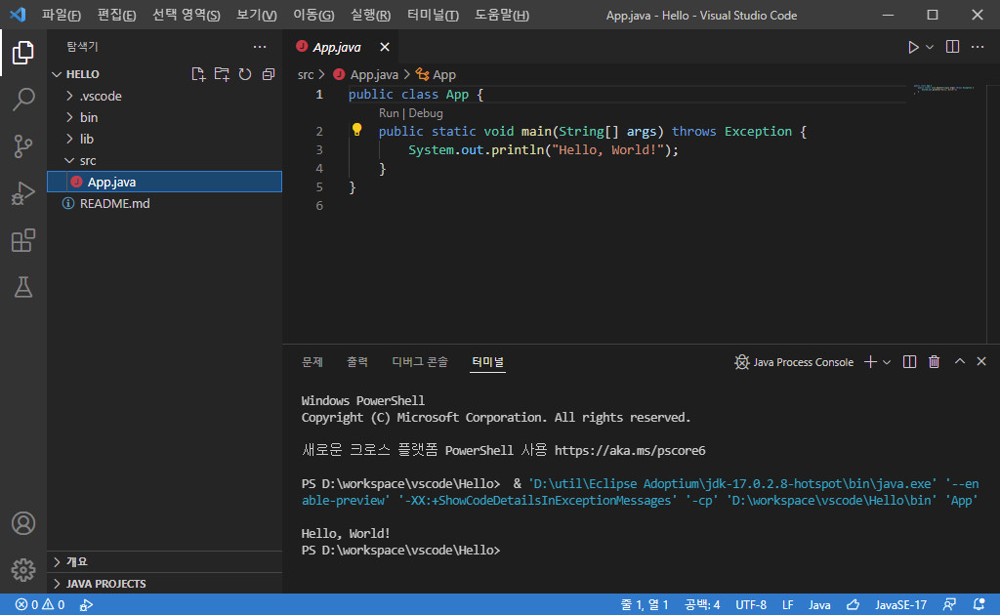 파일(F) 편집(E) 선택 영역(S) 보기(V) 이동(G) 실행(R) 터미널(T) 도움말(H) App.java - Hello - Visual Studio Code
탐색기
HELLO
.vscode
bin
lib
src
App.java
README.md
개요
JAVA PROJECTS
App.java
src > App.java > App
1 public class App {
Run | Debug
2 public static void main(String[] args) throws Exception {
3 System.out.println("Hello, World!");
4 }
5 }
6
문제 출력 디버그 콘솔 터미널 Java Process Console
Windows PowerShell
Copyright (C) Microsoft Corporation. All rights reserved.
새로운 크로스 플랫폼 PowerShell 사용 https://aka.ms/pscore6
PS D:\workspace\vscode\Hello>  & 'D:\util\Eclipse Adoptium\jdk-17.0.2.8-hotspot\bin\java.exe' '--en
able-preview' '-XX:+ShowCodeDetailsInExceptionMessages' '-cp' 'D:\workspace\vscode\Hello\bin' 'App'
Hello, World!
PS D:\workspace\vscode\Hello>
0 0 줄 1, 열 1 공백: 4 UTF-8 LF Java JavaSE-17